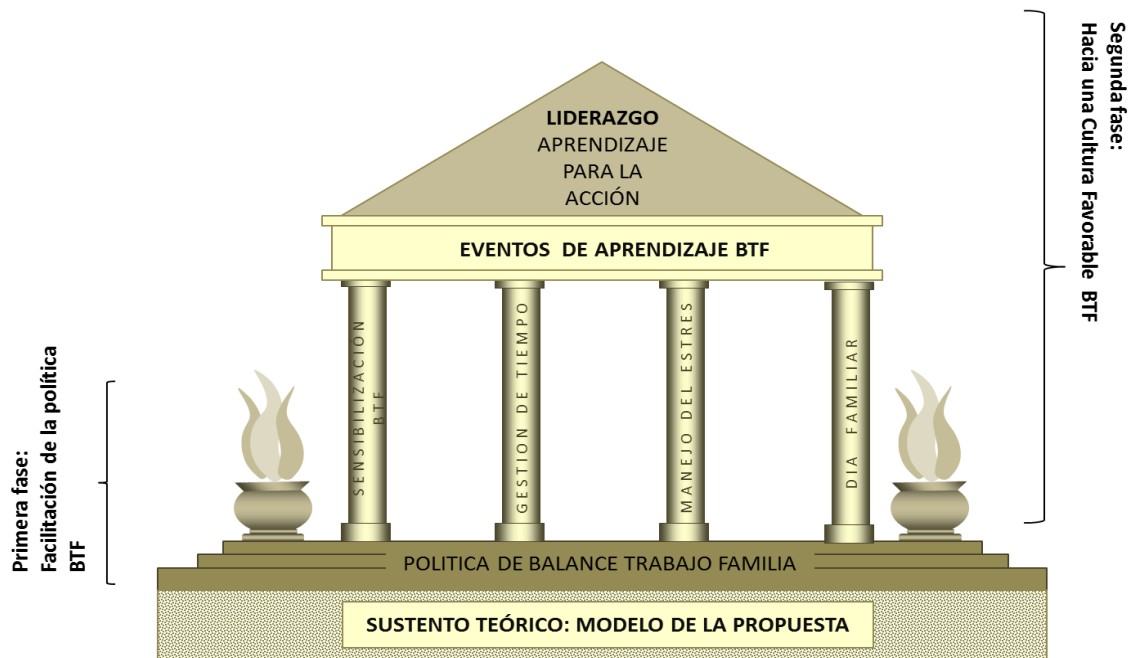 Segunda fase:
Hacia una Cultura Favorable BTF
LIDERAZGO
APRENDIZAJE
PARA LA
ACCIÓN
EVENTOS DE APRENDIZAJE BTF
SENSIBILIZACION
BTF
GESTION DE TIEMPO
MANEJO DEL ESTRES
DIA FAMILIAR
Primera fase:
Facilitación de la política
BTF
POLITICA DE BALANCE TRABAJO FAMILIA
SUSTENTO TEÓRICO: MODELO DE LA PROPUESTA